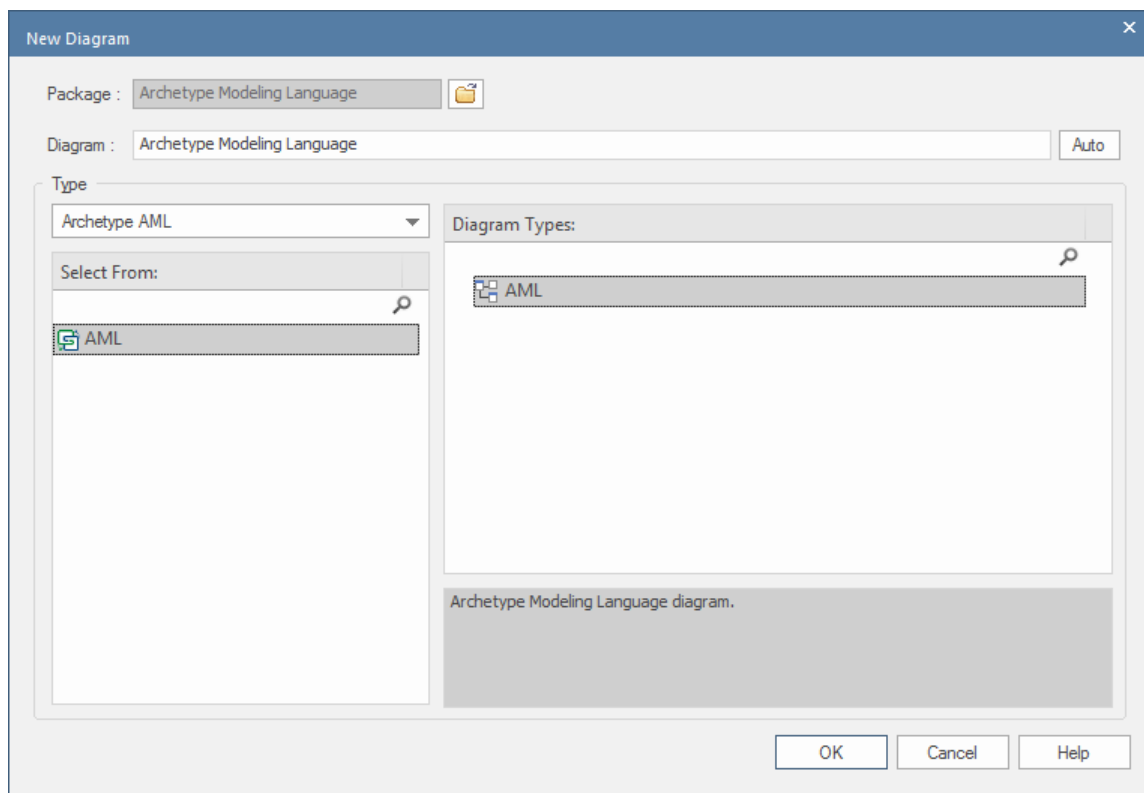 New Diagram
Package : Archetype Modeling Language
Diagram : Archetype Modeling Language Auto
Type
Archetype AML
Diagram Types:
Select From:
AML
AML
Archetype Modeling Language diagram.
OK Cancel Help